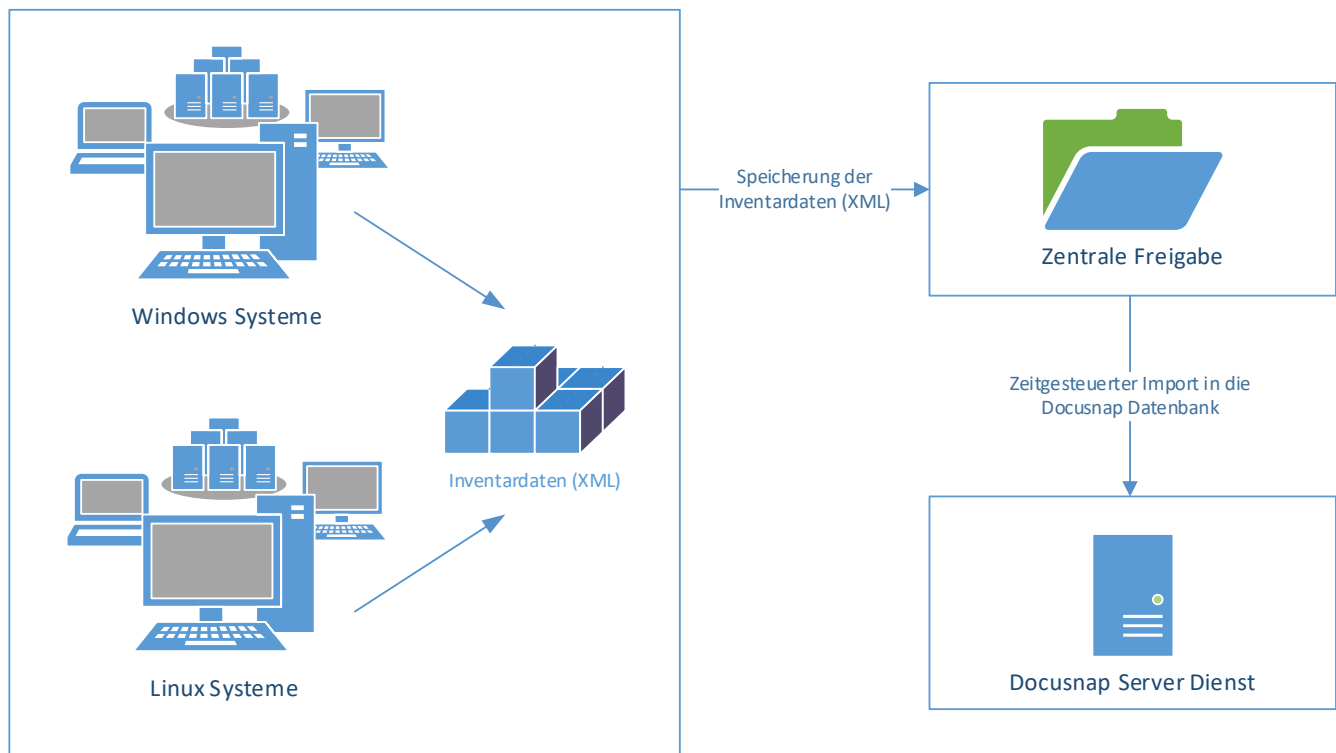 Windows Systeme
Inventardaten (XML)
Linux Systeme
Speicherung der
Inventardaten (XML)
Zentrale Freigabe
Zeitgesteuerter Import in die
Docusnap Datenbank
Docusnap Server Dienst